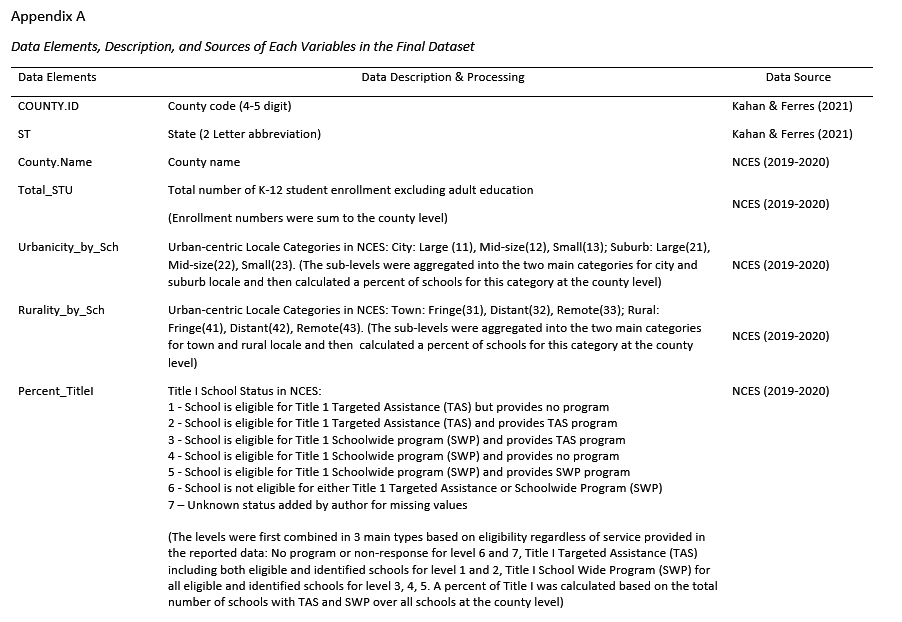 Appendix A
Data Elements, Description, and Sources of Each Variables in the Final Dataset
Data Elements Data Description & Processing Data Source
COUNTY.ID County code (4-5 digit) Kahan & Ferres (2021)
ST State (2 Letter abbreviation) Kahan & Ferres (2021)
County.Name County name NCES (2019-2020)
Total_STU Total number of K-12 student enrollment excluding adult education
NCES (2019-2020)
(Enrollment numbers were sum to the county level)
Urbanicity_by_Sch Urban-centric Locale Categories in NCES: City: Large (11), Mid-size(12), Small(13); Suburb: Large(21),
Mid-size(22), Small(23). (The sub-levels were aggregated into the two main categories for city and NCES (2019-2020)
suburb locale and then calculated a percent of schools for this category at the county level)
Rurality_by_Sch Urban-centric Locale Categories in NCES: Town: Fringe(31), Distant(32), Remote(33); Rural:
Fringe(41), Distant(42), Remote(43). (The sub-levels were aggregated into the two main categories
for town and rural locale and then calculated a percent of schools for this category at the county NCES (2019-2020)
level)
Percent_TitleI Title I School Status in NCES: NCES (2019-2020)
1 - School is eligible for Title 1 Targeted Assistance (TAS) but provides no program
2 - School is eligible for Title 1 Targeted Assistance (TAS) and provides TAS program
3 - School is eligible for Title 1 Schoolwide program (SWP) and provides TAS program
4 - School is eligible for Title 1 Schoolwide program (SWP) and provides no program
5 - School is eligible for Title 1 Schoolwide program (SWP) and provides SWP program
6 - School is not eligible for either Title 1 Targeted Assistance or Schoolwide Program (SWP)
7 – Unknown status added by author for missing values
(The levels were first combined in 3 main types based on eligibility regardless of service provided in
the reported data: No program or non-response for level 6 and 7, Title I Targeted Assistance (TAS)
including both eligible and identified schools for level 1 and 2, Title I School Wide Program (SWP) for
all eligible and identified schools for level 3, 4, 5. A percent of Title I was calculated based on the total
number of schools with TAS and SWP over all schools at the county level)